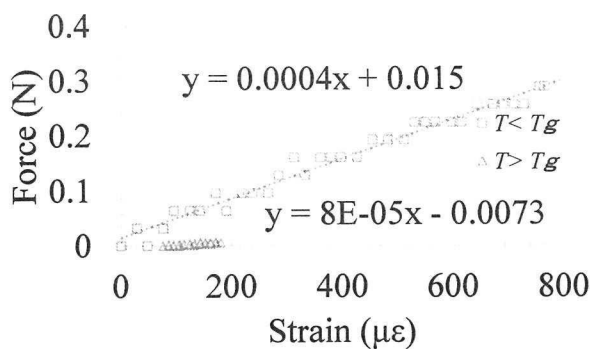 0.4
y = 0.0004x + 0.015
0.3
0.2
T< Tg
T> Tg
0.1
y = 8E-05x - 0.0073
0
0 200 400 600 800
Force (N)
Strain (με)